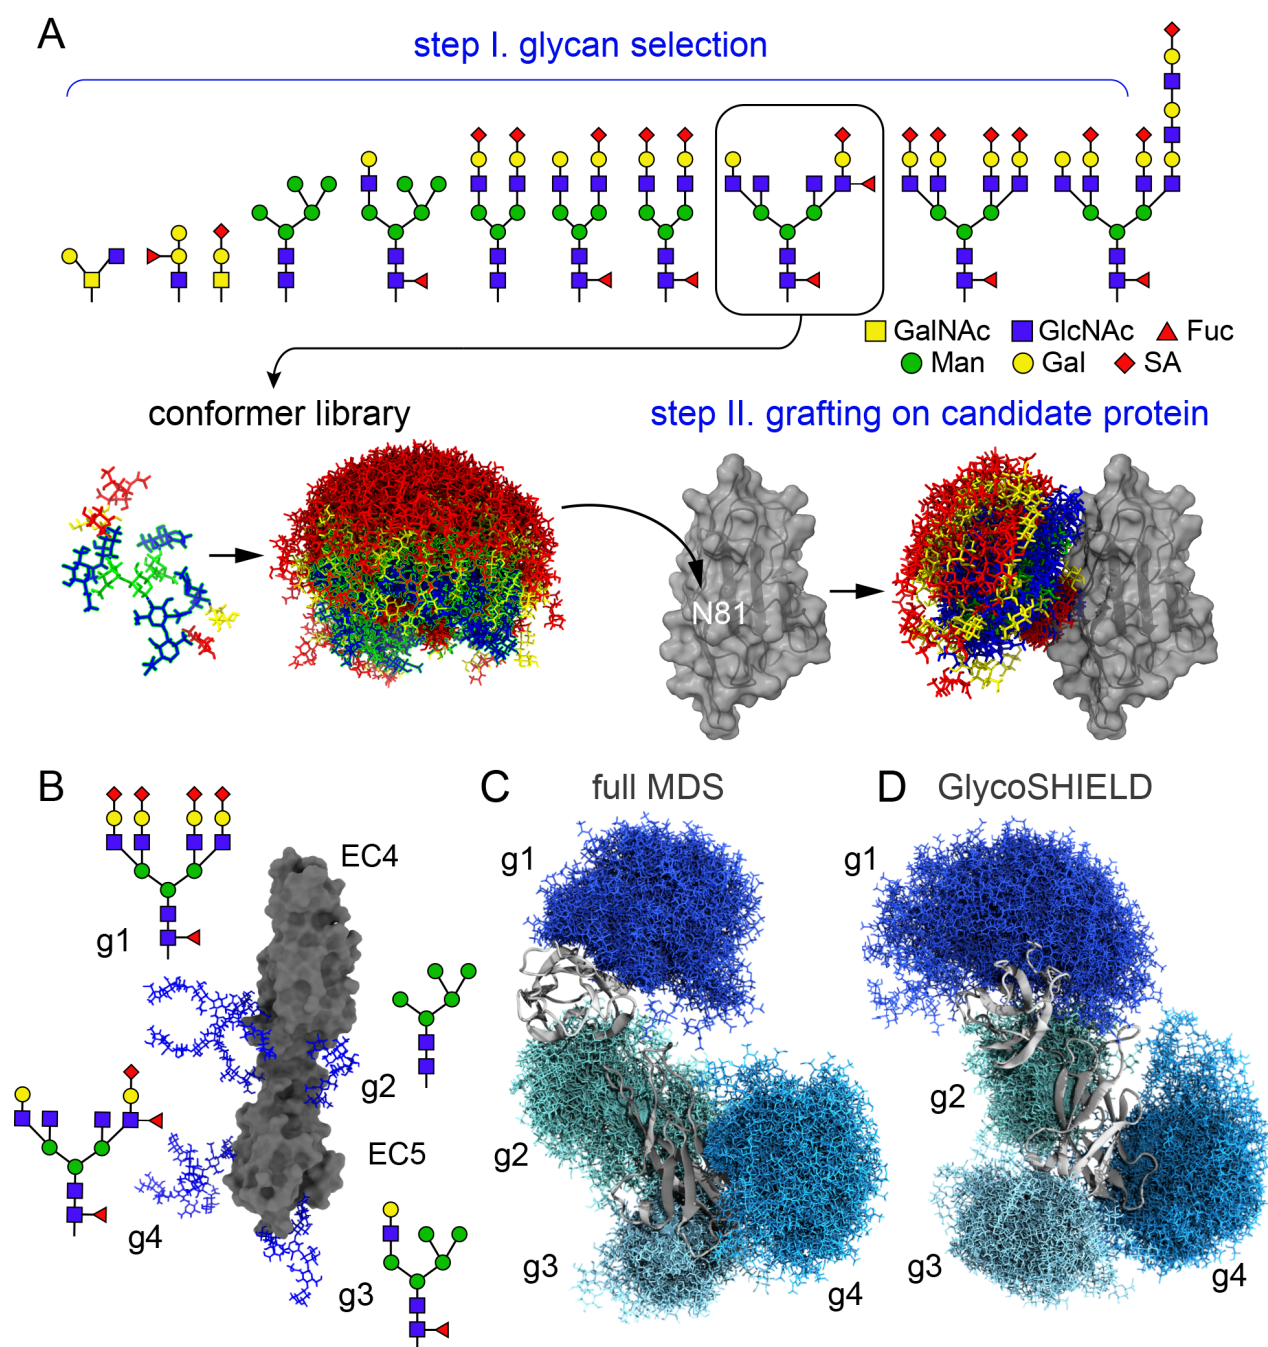 A
step I. glycan selection
GalNAc GlcNAc Fuc
Man Gal SA
conformer library
step II. grafting on candidate protein
N81
B
EC4
g1
g2
EC5
g4
g3
C
full MDS
g1
g2
g3
g4
D
GlycoSHIELD
g1
g2
g3
g4